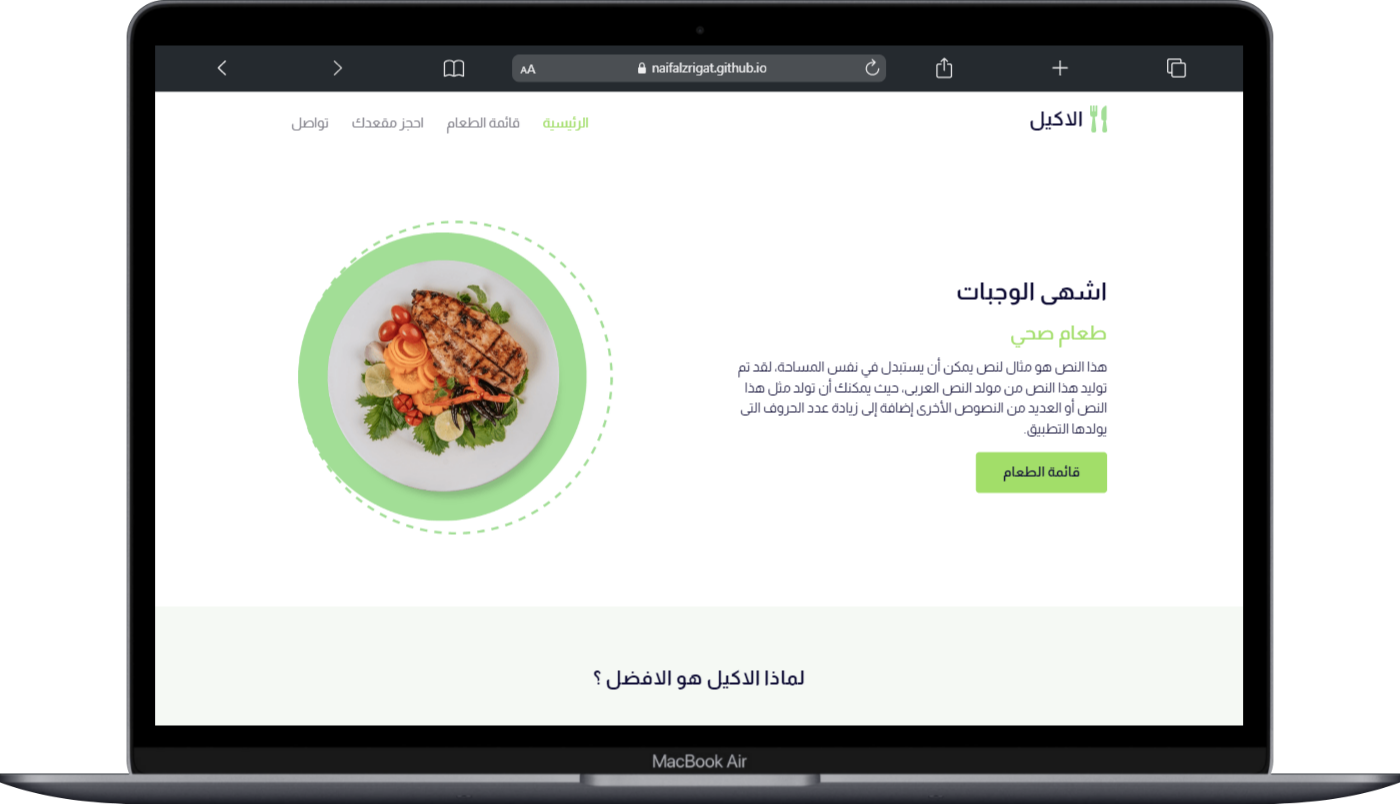 AA
naifalzrigat.github.io
الاكيل
الرئيسية
قائمة الطعام
احجز مقعدك
تواصل
اشهى الوجبات
طعام صحي
هذا النص هو مثال لنص يمكن أن يستبدل في نفس المساحة، لقد تم
توليد هذا النص من مولد النص العربى، حيث يمكنك أن تولد مثل هذا
النص أو العديد من النصوص الأخرى إضافة إلى زيادة عدد الحروف التى
يولدها التطبيق.
قائمة الطعام
لماذا الاكيل هو الافضل ؟
MacBook Air